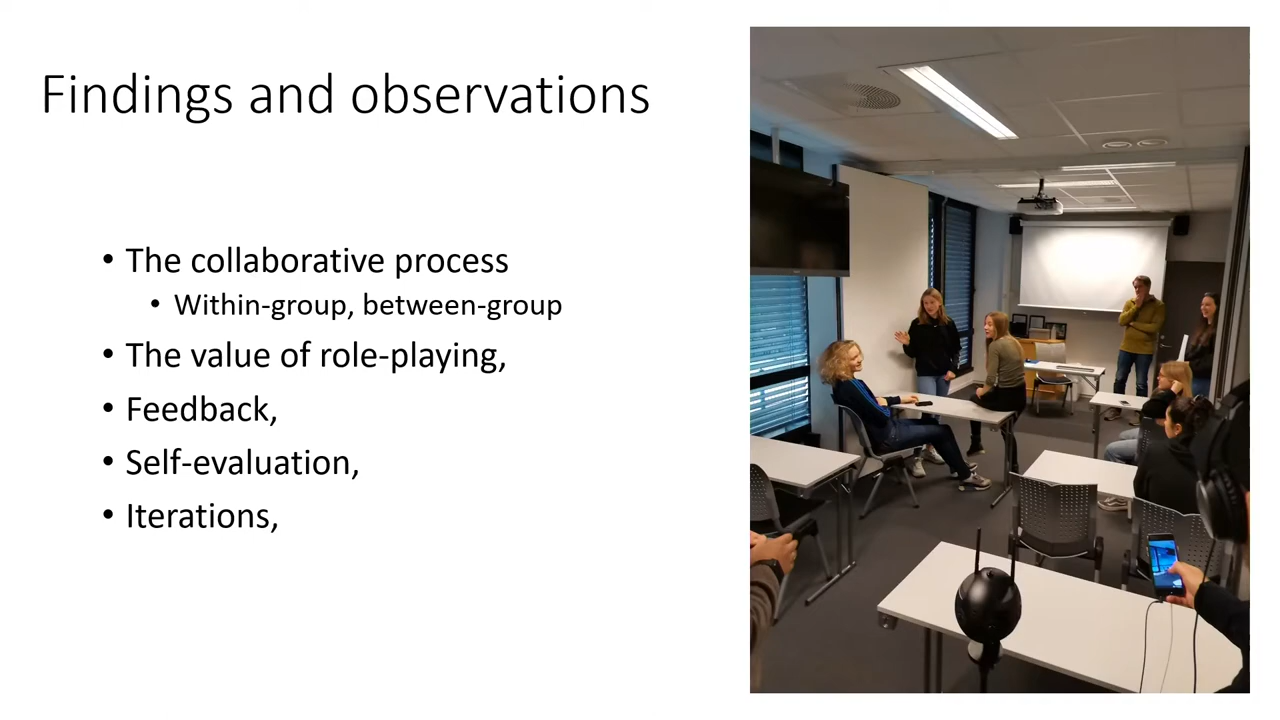 Findings and observations
• The collaborative process
• Within-group, between-group
• The value of role-playing,
• Feedback,
• Self-evaluation,
• Iterations,